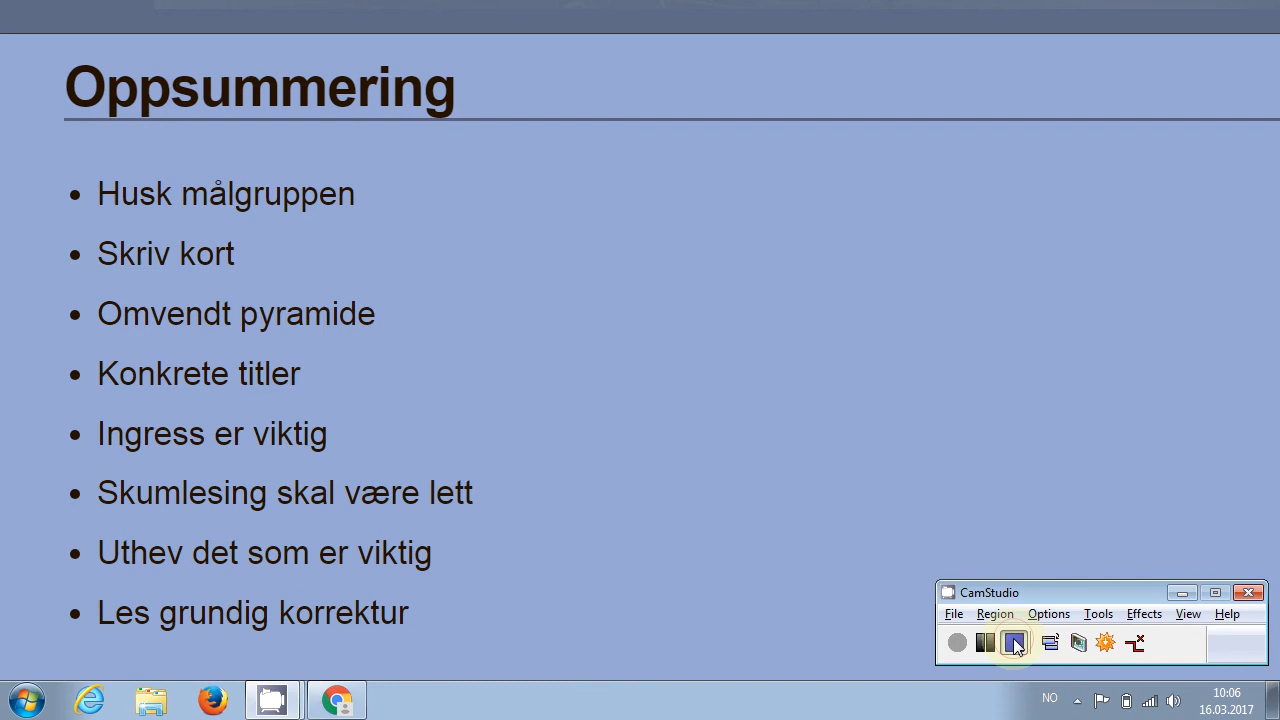 Oppsummering
• Husk målgruppen
• Skriv kort
• Omvendt pyramide
• Konkrete titler
• Ingress er viktig
• Skumlesing skal være lett
• Uthev det som er viktig
• Les grundig korrektur
CamStudio
File Region Options Tools Effects View Help
NO
10:06
16.03.2017